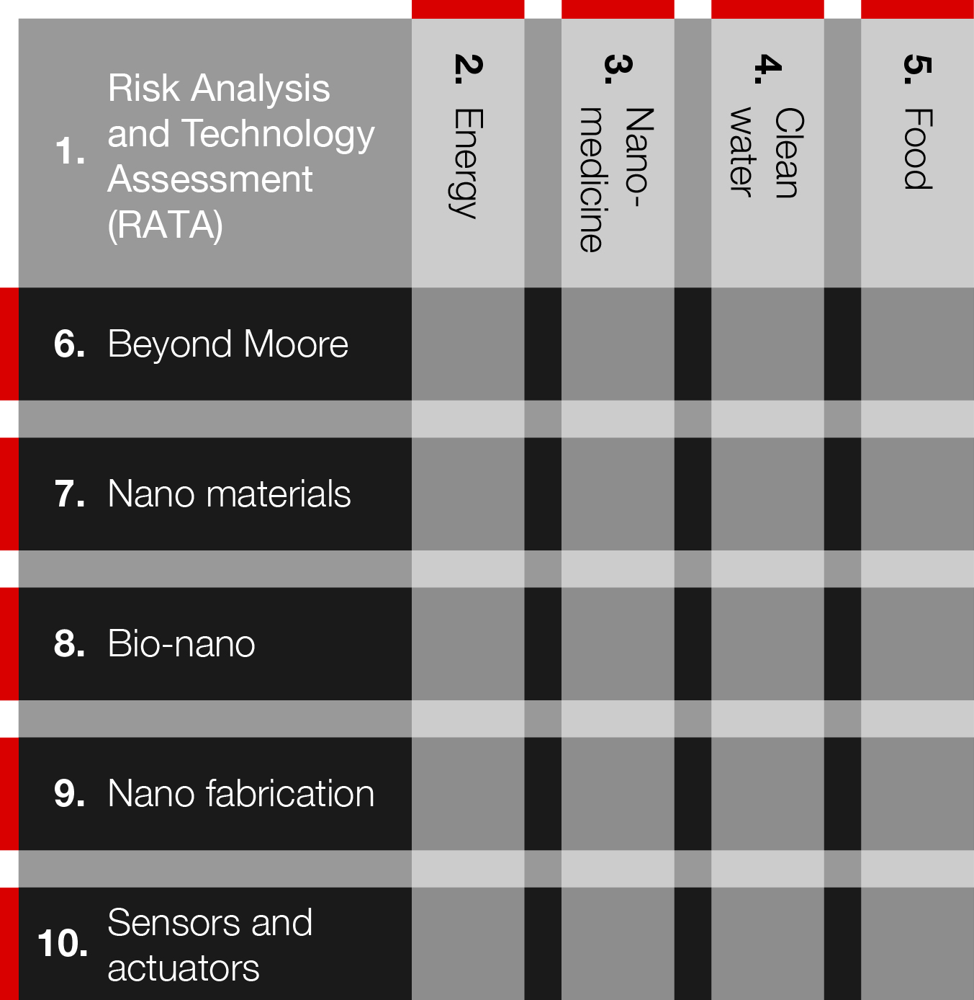 1. Risk Analysis
and Technology
Assessment
(RATA)
2. Energy
3. Nano-
medicine
4. Clean
water
5. Food
6. Beyond Moore
7. Nano materials
8. Bio-nano
9. Nano fabrication
10. Sensors and
actuators